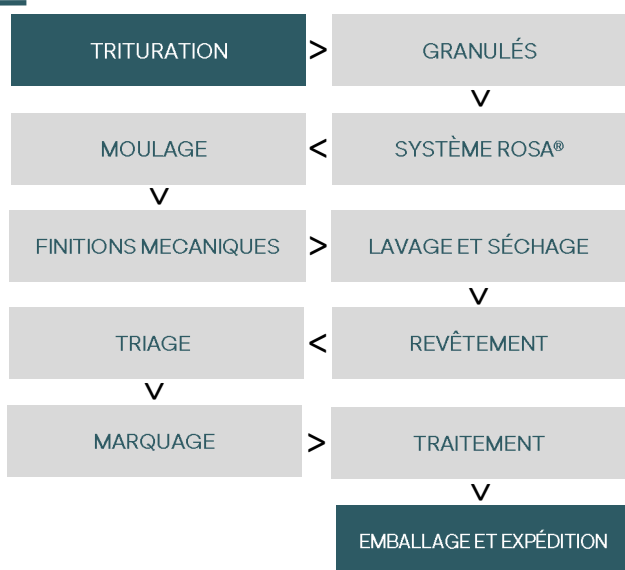 TRITURATION
GRANULÉS
SYSTÈME ROSA®
MOULAGE
FINITIONS MECANIQUES
LAVAGE ET SÉCHAGE
REVÊTEMENT
TRIAGE
MARQUAGE
TRAITEMENT
EMBALLAGE ET EXPÉDITION